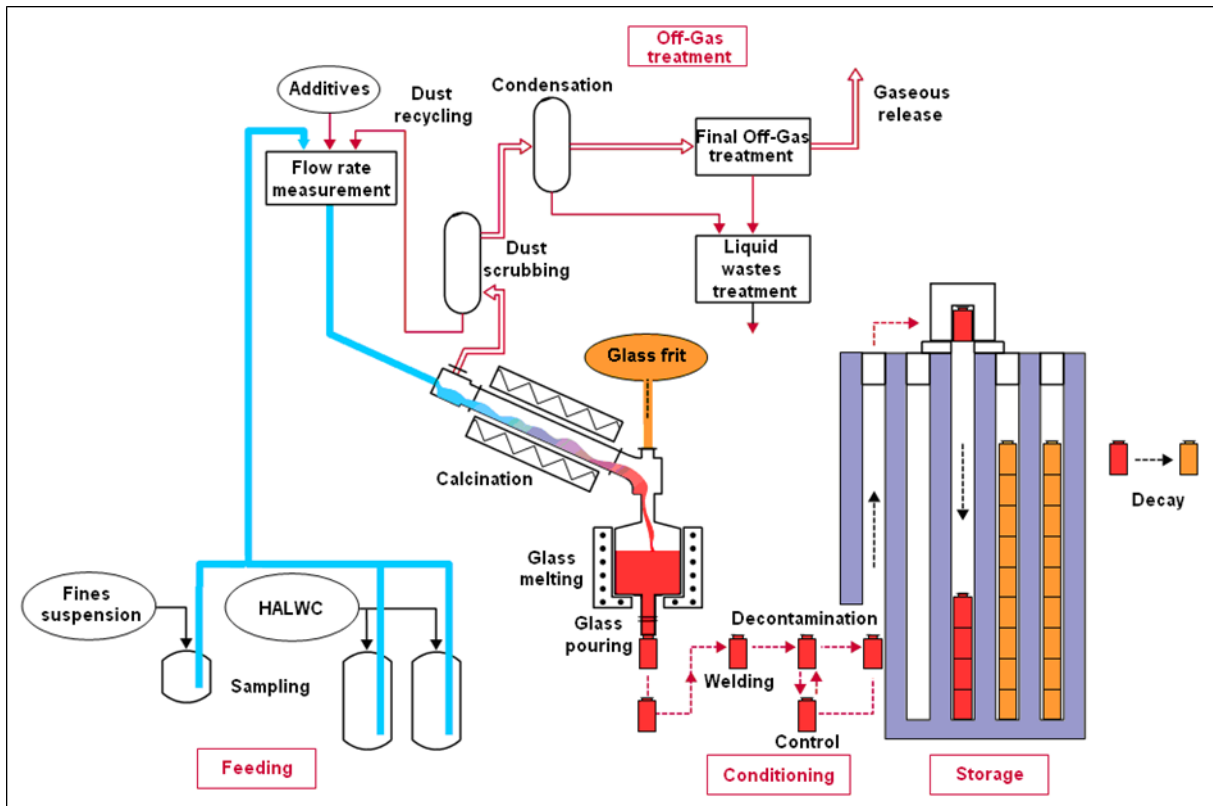 Off-Gas
treatment
Additives
Dust
recycling
Condensation
Gaseous
release
Flow rate
measurement
Final Off-Gas
treatment
Dust
scrubbing
Liquid
wastes
treatment
Glass frit
Calcination
Decay
Glass
melting
Fines
suspension
HALWC
Glass
pouring
Decontamination
Sampling
Welding
Control
Feeding
Conditioning
Storage